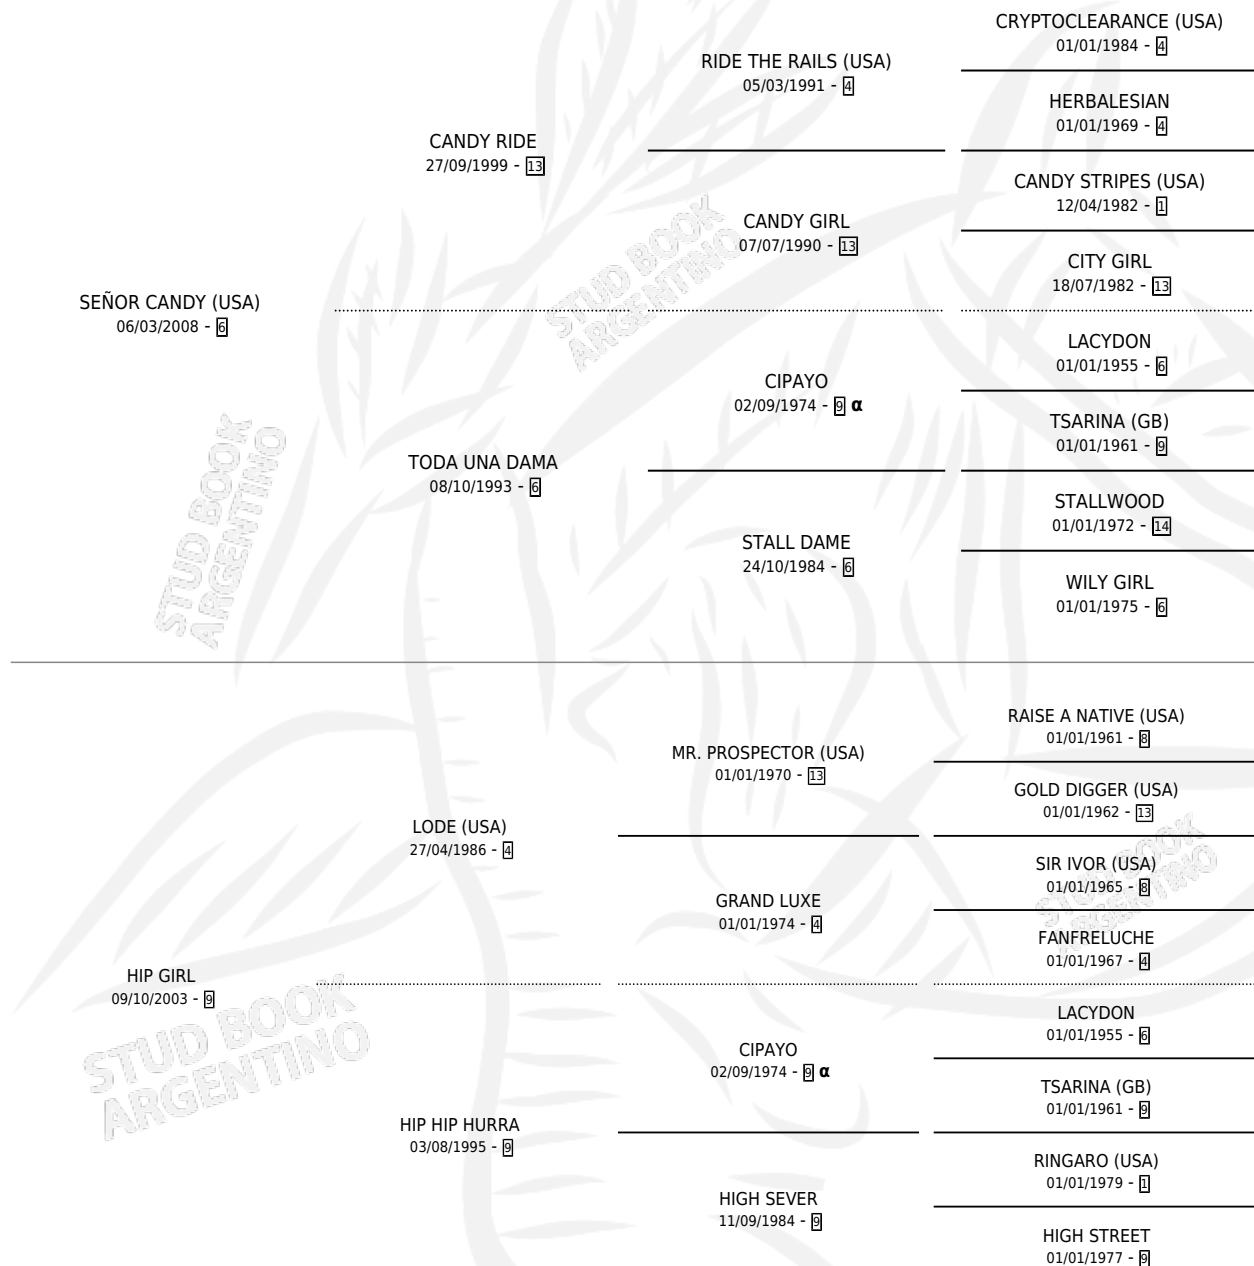 CRYPTOCLEARANCE (USA)
01/01/1984 - 4
RIDE THE RAILS (USA)
05/03/1991 - 4
HERBALESIAN
01/01/1969 - 4
CANDY RIDE
27/09/1999 - 13
CANDY STRIPES (USA)
12/04/1982 - 1
CANDY GIRL
07/07/1990 - 13
CITY GIRL
18/07/1982 - 13
SEÑOR CANDY (USA)
06/03/2008 - 6
LACYDON
01/01/1955 - 6
CIPAYO
02/09/1974 - 9 α
TSARINA (GB)
01/01/1961 - 9
TODA UNA DAMA
08/10/1993 - 6
STALLWOOD
01/01/1972 - 14
STALL DAME
24/10/1984 - 6
WILY GIRL
01/01/1975 - 6
STUD BOOK
ARGENTINO
STUD BOOK
ARGENTINO
RAISE A NATIVE (USA)
01/01/1961 - 8
MR. PROSPECTOR (USA)
01/01/1970 - 13
GOLD DIGGER (USA)
01/01/1962 - 13
LODE (USA)
27/04/1986 - 4
SIR IVOR (USA)
01/01/1965 - 8
GRAND LUXE
01/01/1974 - 4
FANFRELUCHE
01/01/1967 - 4
HIP GIRL
09/10/2003 - 9
LACYDON
01/01/1955 - 6
CIPAYO
02/09/1974 - 9 α
TSARINA (GB)
01/01/1961 - 9
HIP HIP HURRA
03/08/1995 - 9
RINGARO (USA)
01/01/1979 - 1
HIGH SEVER
11/09/1984 - 9
HIGH STREET
01/01/1977 - 9
STUD BOOK
ARGENTINO
STUD BOOK
ARGENTINO